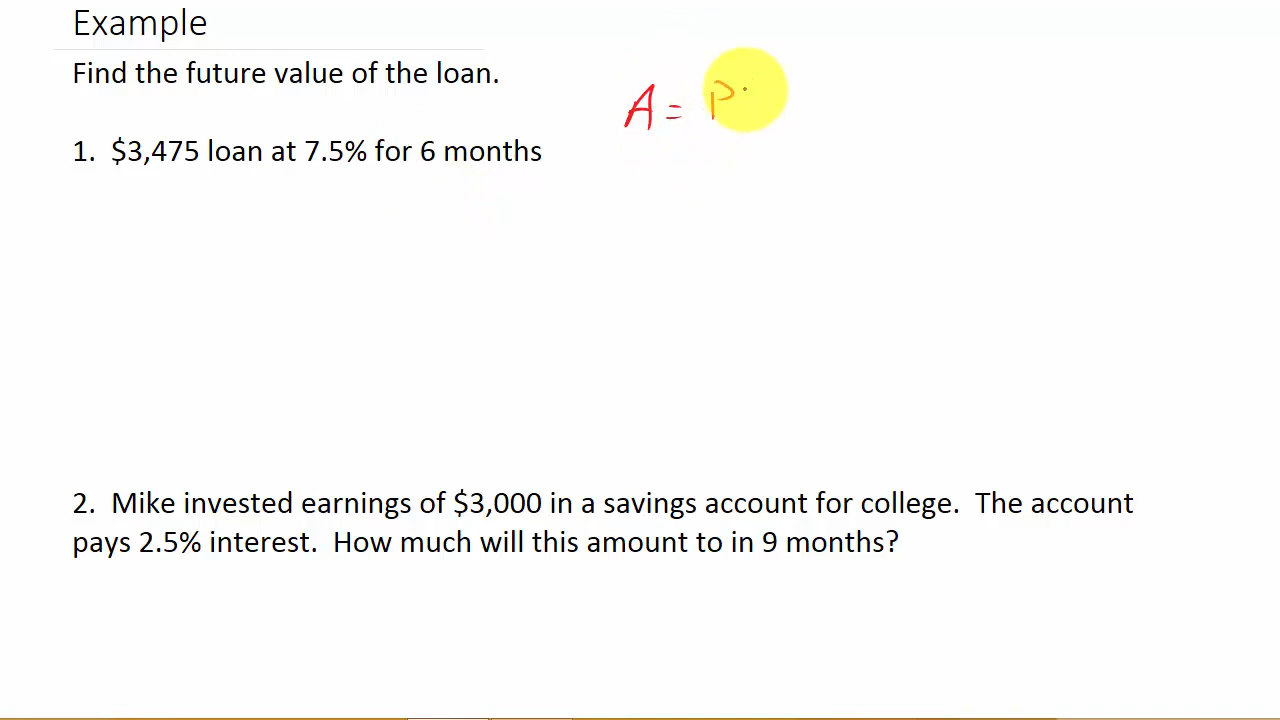 Example
Find the future value of the loan.
A = P
1. $3,475 loan at 7.5% for 6 months
2. Mike invested earnings of $3,000 in a savings account for college. The account
pays 2.5% interest. How much will this amount to in 9 months?